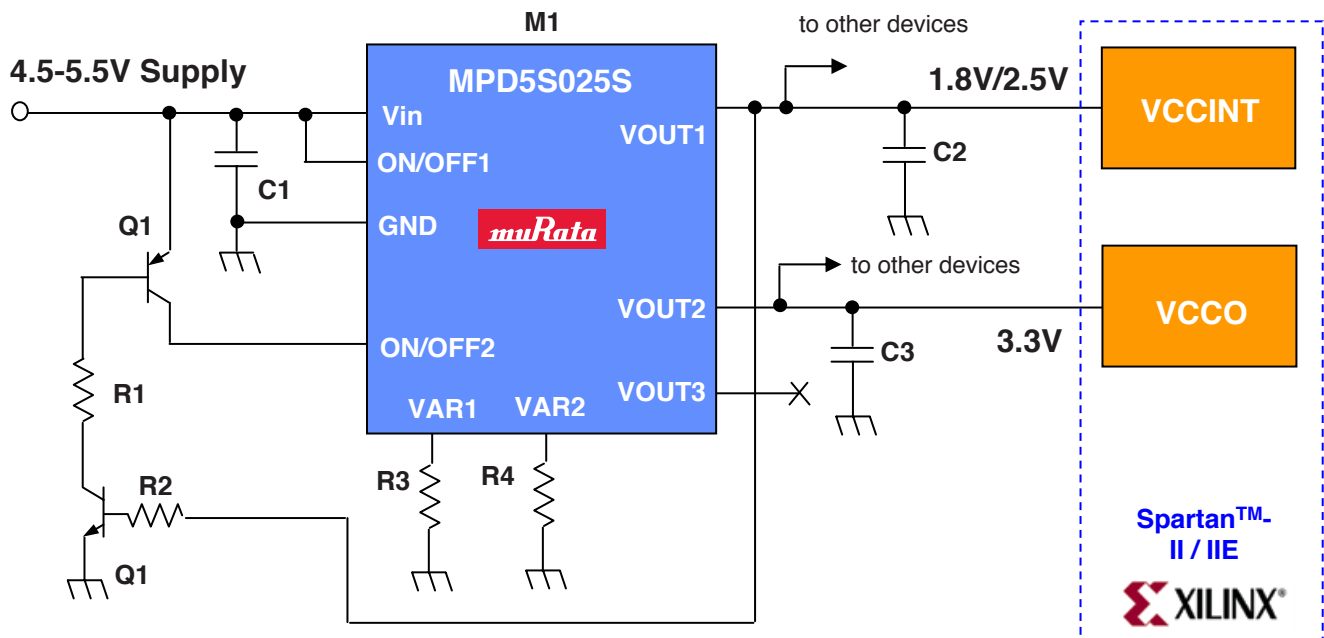 M1
to other devices
4.5-5.5V Supply
MPD5S025S
1.8V/2.5V
Vin
VOUT1
VCCINT
ON/OFF1
C1
C2
Q1
GND
muRata
to other devices
VOUT2
VCCO
ON/OFF2
C3
3.3V
R1
VOUT3
VAR1
VAR2
R3
R4
R2
Q1
Spartan™-
II / IIE
XILINX®